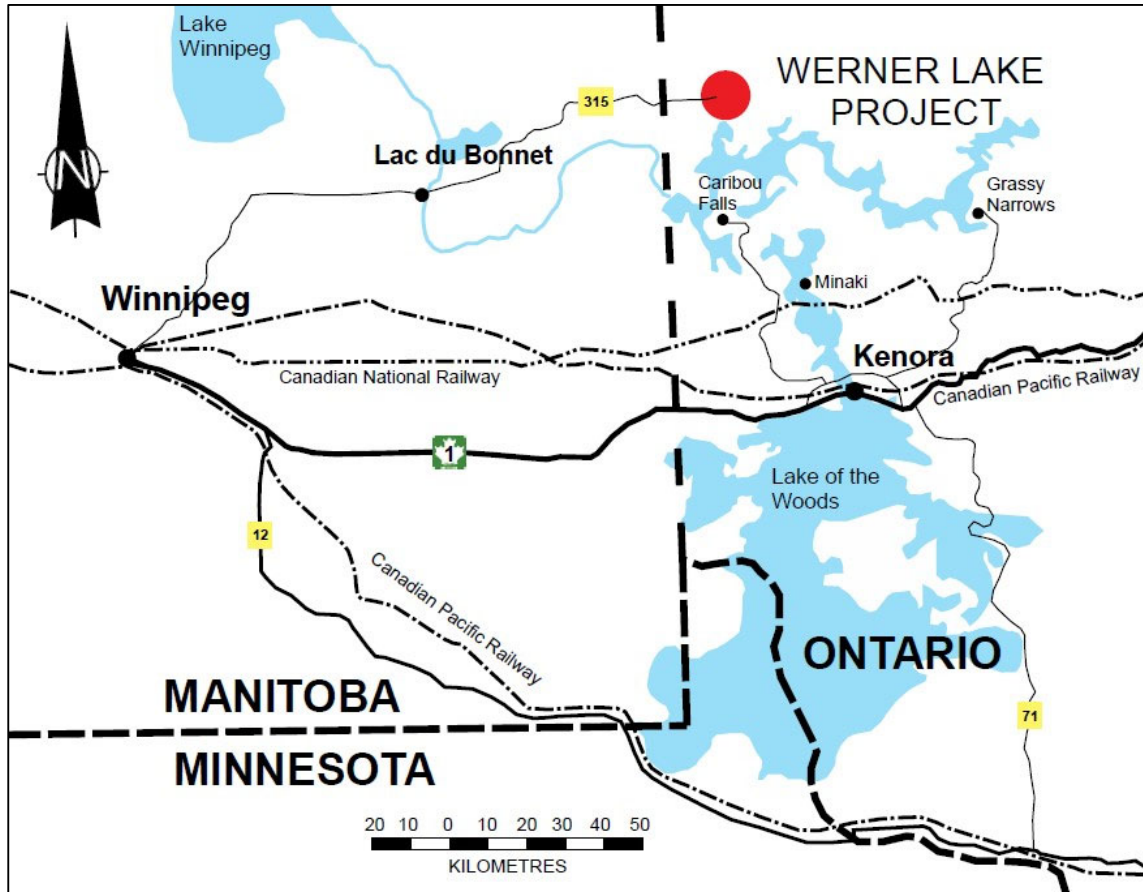 Lake
Winnipeg
WERNER LAKE
PROJECT
315
N
Lac du Bonnet
Caribou
Falls
Grassy
Narrows
Minaki
Winnipeg
Kenora
Canadian National Railway
Canadian Pacific Railway
1
Lake of the
Woods
12
Canadian Pacific Railway
ONTARIO
MANITOBA
71
MINNESOTA
20 10 0 10 20 30 40 50
KILOMETRES